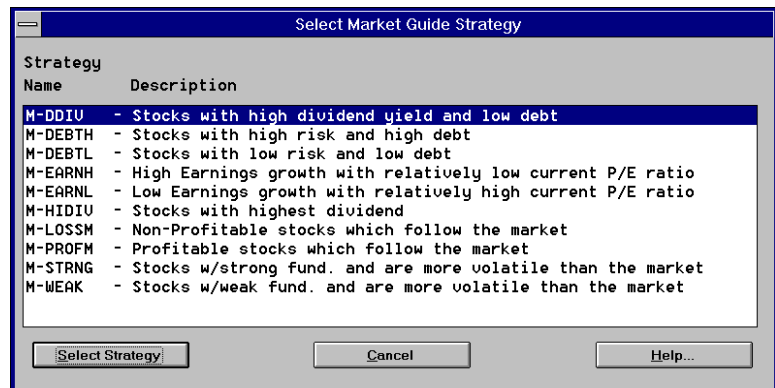 Select Market Guide Strategy
Strategy
Name Description
M-DDIV - Stocks with high dividend yield and low debt
M-DEBTH - Stocks with high risk and high debt
M-DEBTL - Stocks with low risk and low debt
M-EARNH - High Earnings growth with relatively low current P/E ratio
M-EARNL - Low Earnings growth with relatively high current P/E ratio
M-HIDIV - Stocks with highest dividend
M-LOSSM - Non-Profitable stocks which follow the market
M-PROFM - Profitable stocks which follow the market
M-STRNG - Stocks w/strong fund. and are more volatile than the market
M-WEAK - Stocks w/weak fund. and are more volatile than the market
Select Strategy Cancel Help...